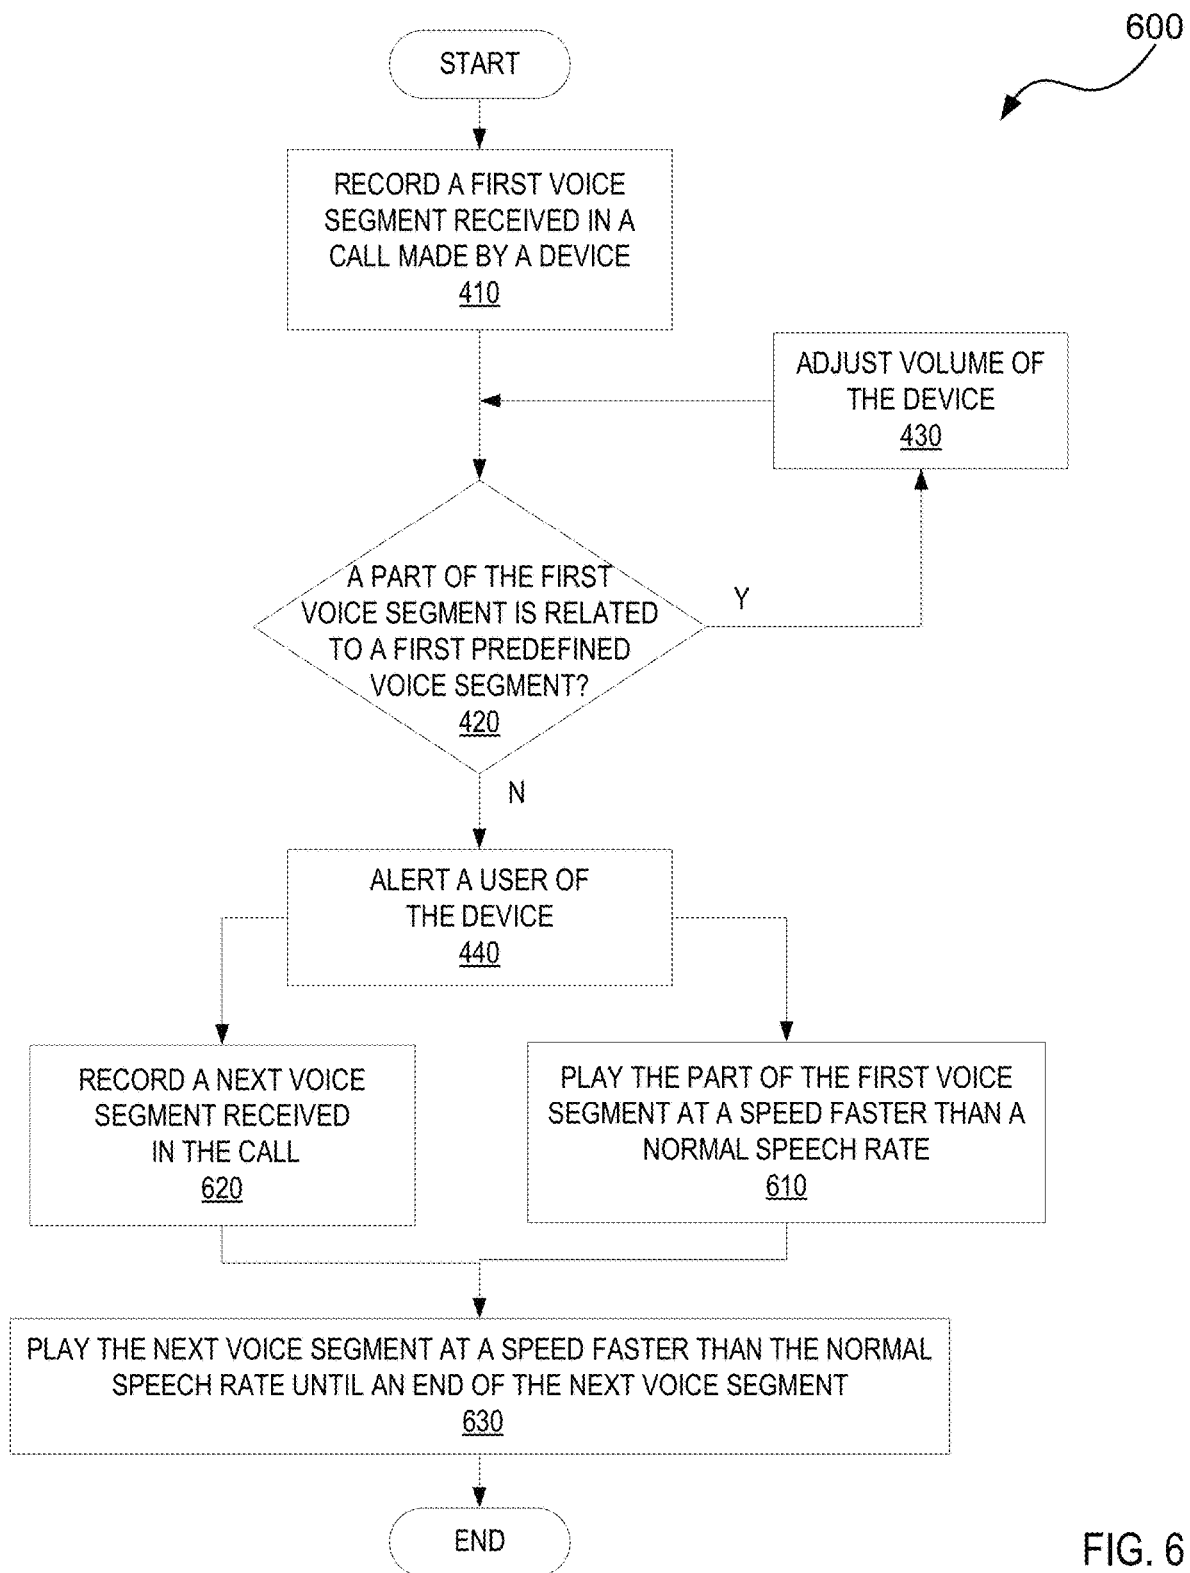 600
START
RECORD A FIRST VOICE
SEGMENT RECEIVED IN A
CALL MADE BY A DEVICE
410
ADJUST VOLUME OF
THE DEVICE
430
A PART OF THE FIRST
VOICE SEGMENT IS RELATED
TO A FIRST PREDEFINED
VOICE SEGMENT?
420
Y
N
ALERT A USER OF
THE DEVICE
440
RECORD A NEXT VOICE
SEGMENT RECEIVED
IN THE CALL
620
PLAY THE PART OF THE FIRST VOICE
SEGMENT AT A SPEED FASTER THAN A
NORMAL SPEECH RATE
610
PLAY THE NEXT VOICE SEGMENT AT A SPEED FASTER THAN THE NORMAL
SPEECH RATE UNTIL AN END OF THE NEXT VOICE SEGMENT
630
END
FIG. 6